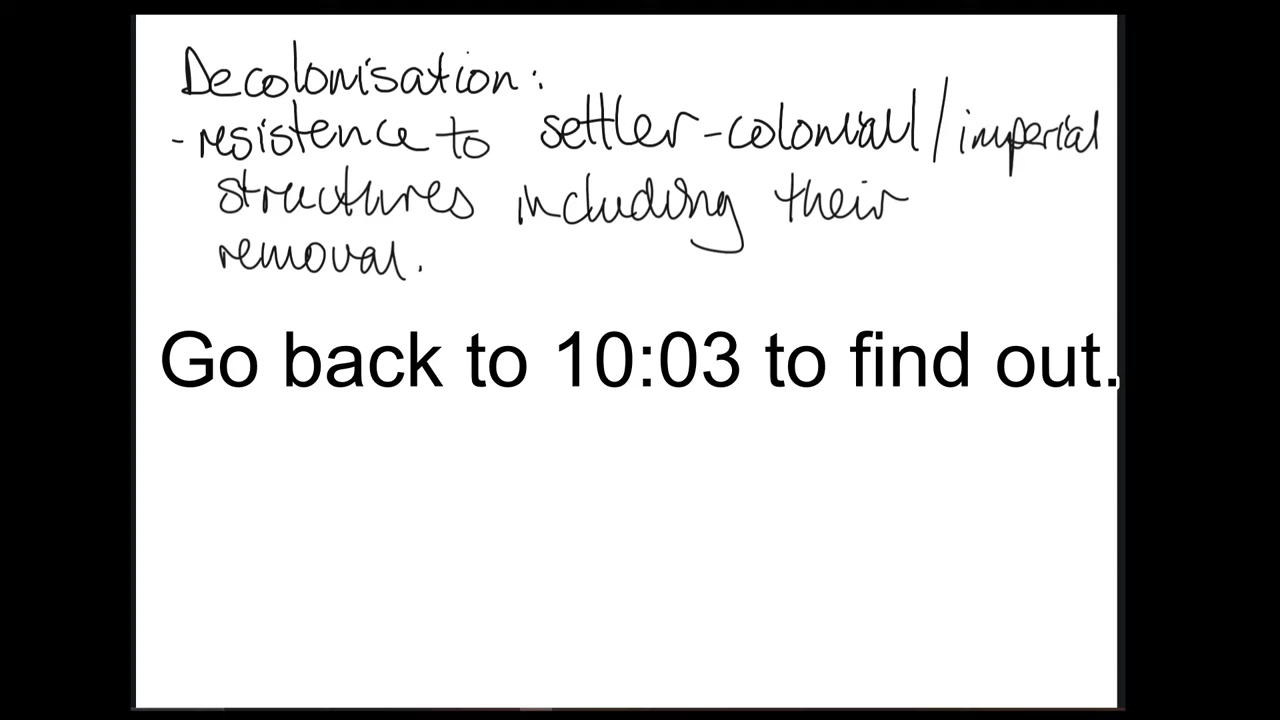 Decolonisation:
- resistence to settler-colonial/imperial
structures including their
removal.
Go back to 10:03 to find out.